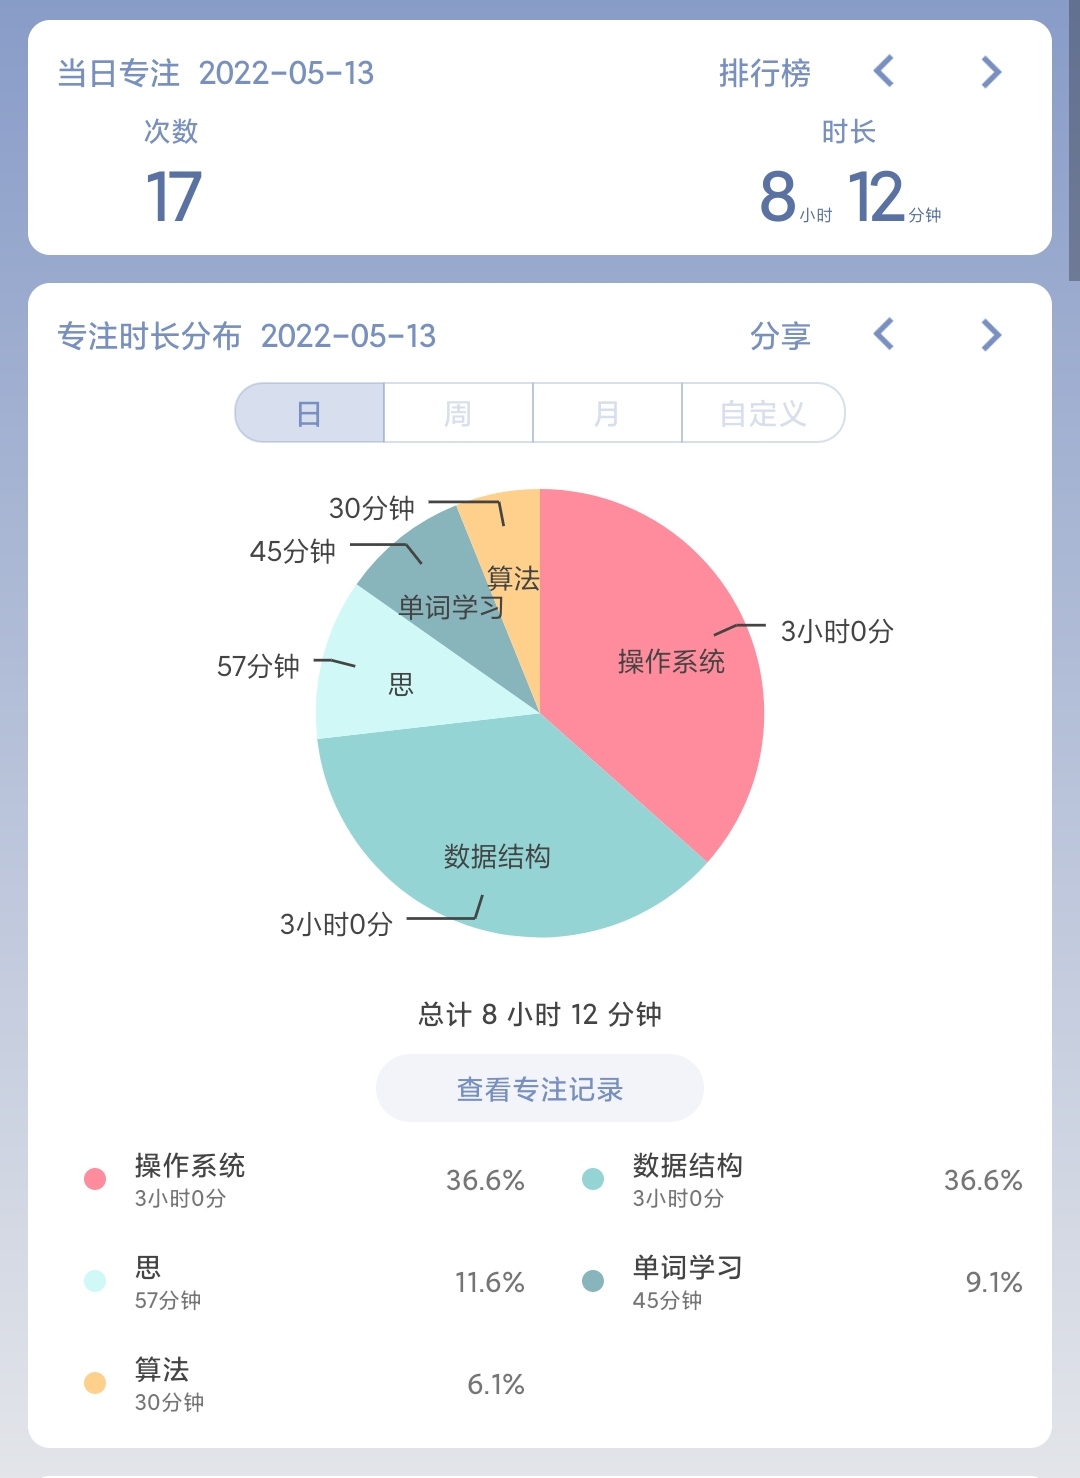 当日专注 2022-05-13 排行榜
次数 时长
17 8小时 12分钟
专注时长分布 2022-05-13 分享
日 周 月 自定义
30分钟
45分钟
算法
单词学习
3小时0分
操作系统
57分钟
思
数据结构
3小时0分
总计 8 小时 12 分钟
查看专注记录
操作系统 36.6% 数据结构 36.6%
3小时0分 3小时0分
思 11.6% 单词学习 9.1%
57分钟 45分钟
算法 6.1%
30分钟